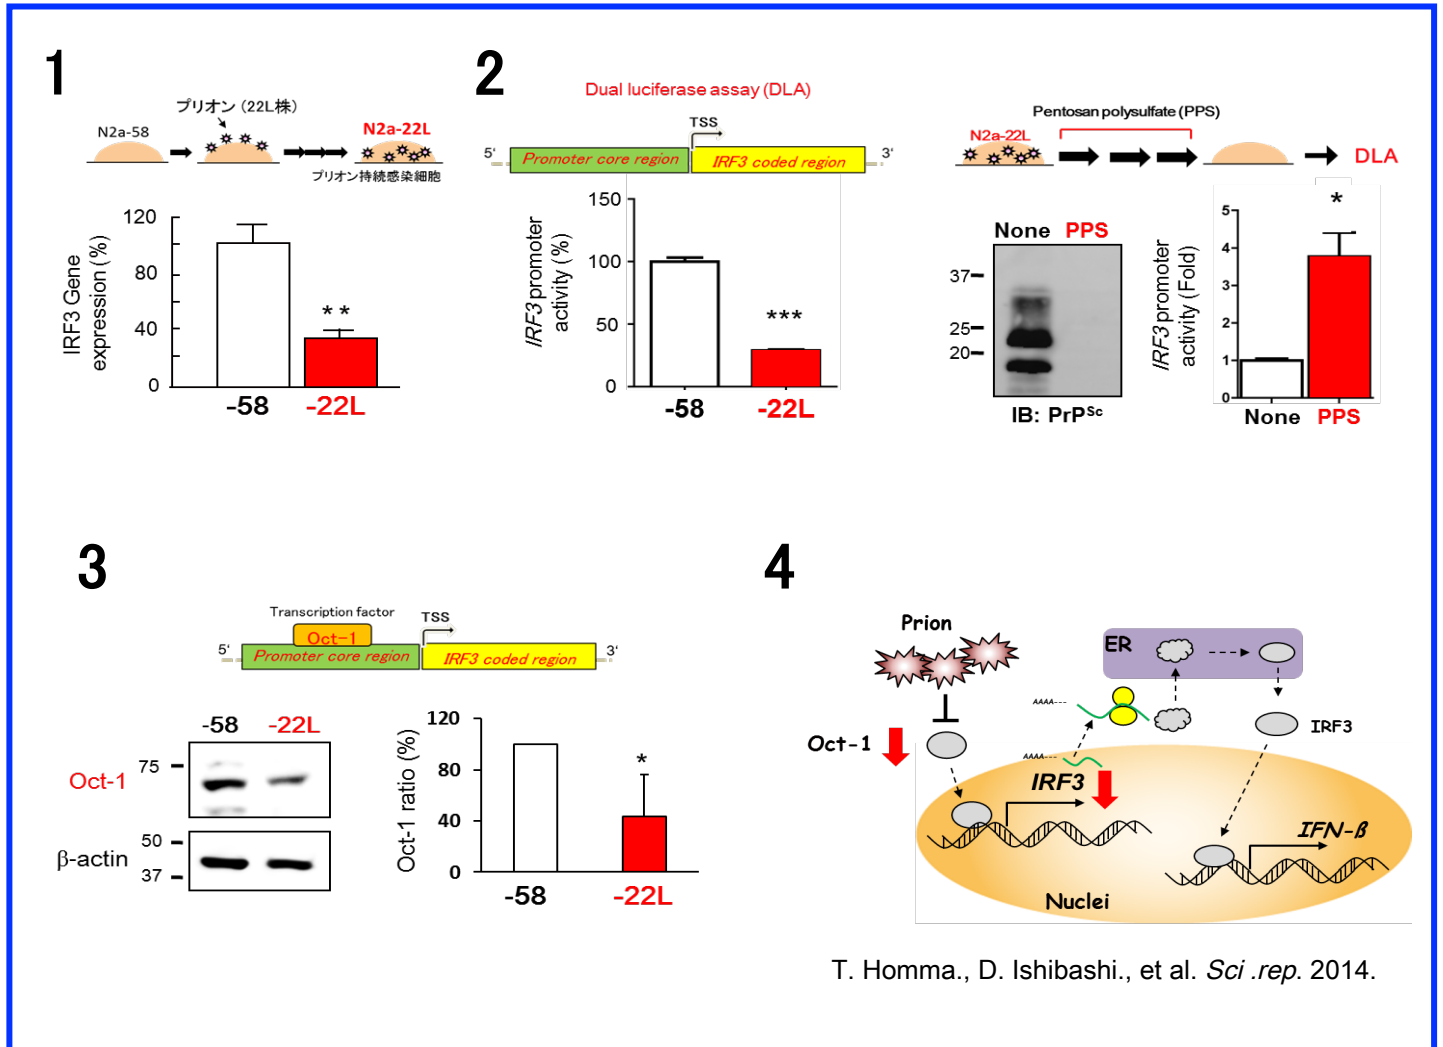 1
プリオン (22L株)
N2a-58
N2a-22L
プリオン持続感染細胞
IRF3 Gene
expression (%)
120
80
40
0
-58
-22L
* *
2
Dual luciferase assay (DLA)
TSS
5'
Promoter core region
IRF3 coded region
3'
IRF3 promoter
activity (%)
150
100
50
0
***
-58
-22L
Pentosan polysulfate (PPS)
N2a-22L
DLA
None PPS
37
25
20
IB: PrPSc
IRF3 promoter
activity (Fold)
5
4
3
2
1
0
*
None
PPS
3
Transcription factor
Oct-1
TSS
5'
Promoter core region
IRF3 coded region
3'
-58
-22L
Oct-1
75
β-actin
50
37
Oct-1 ratio (%)
120
80
40
0
*
-58
-22L
4
Prion
ER
AAAA---
Oct-1
IRF3
AAAA---
IRF3
IFN-ß
Nuclei
T. Homma., D. Ishibashi., et al. Sci .rep. 2014.